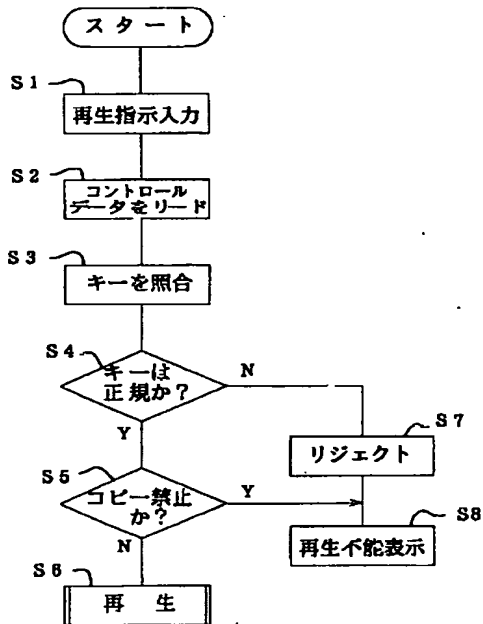 スタート
S1
再生指示入力
S2
コントロール
データをリード
S3
キーを照合
S4
キーは
正規か?
N
Y
S7
リジェクト
S5
コピー禁止
か?
Y
N
S8
再生不能表示
S6
再 生